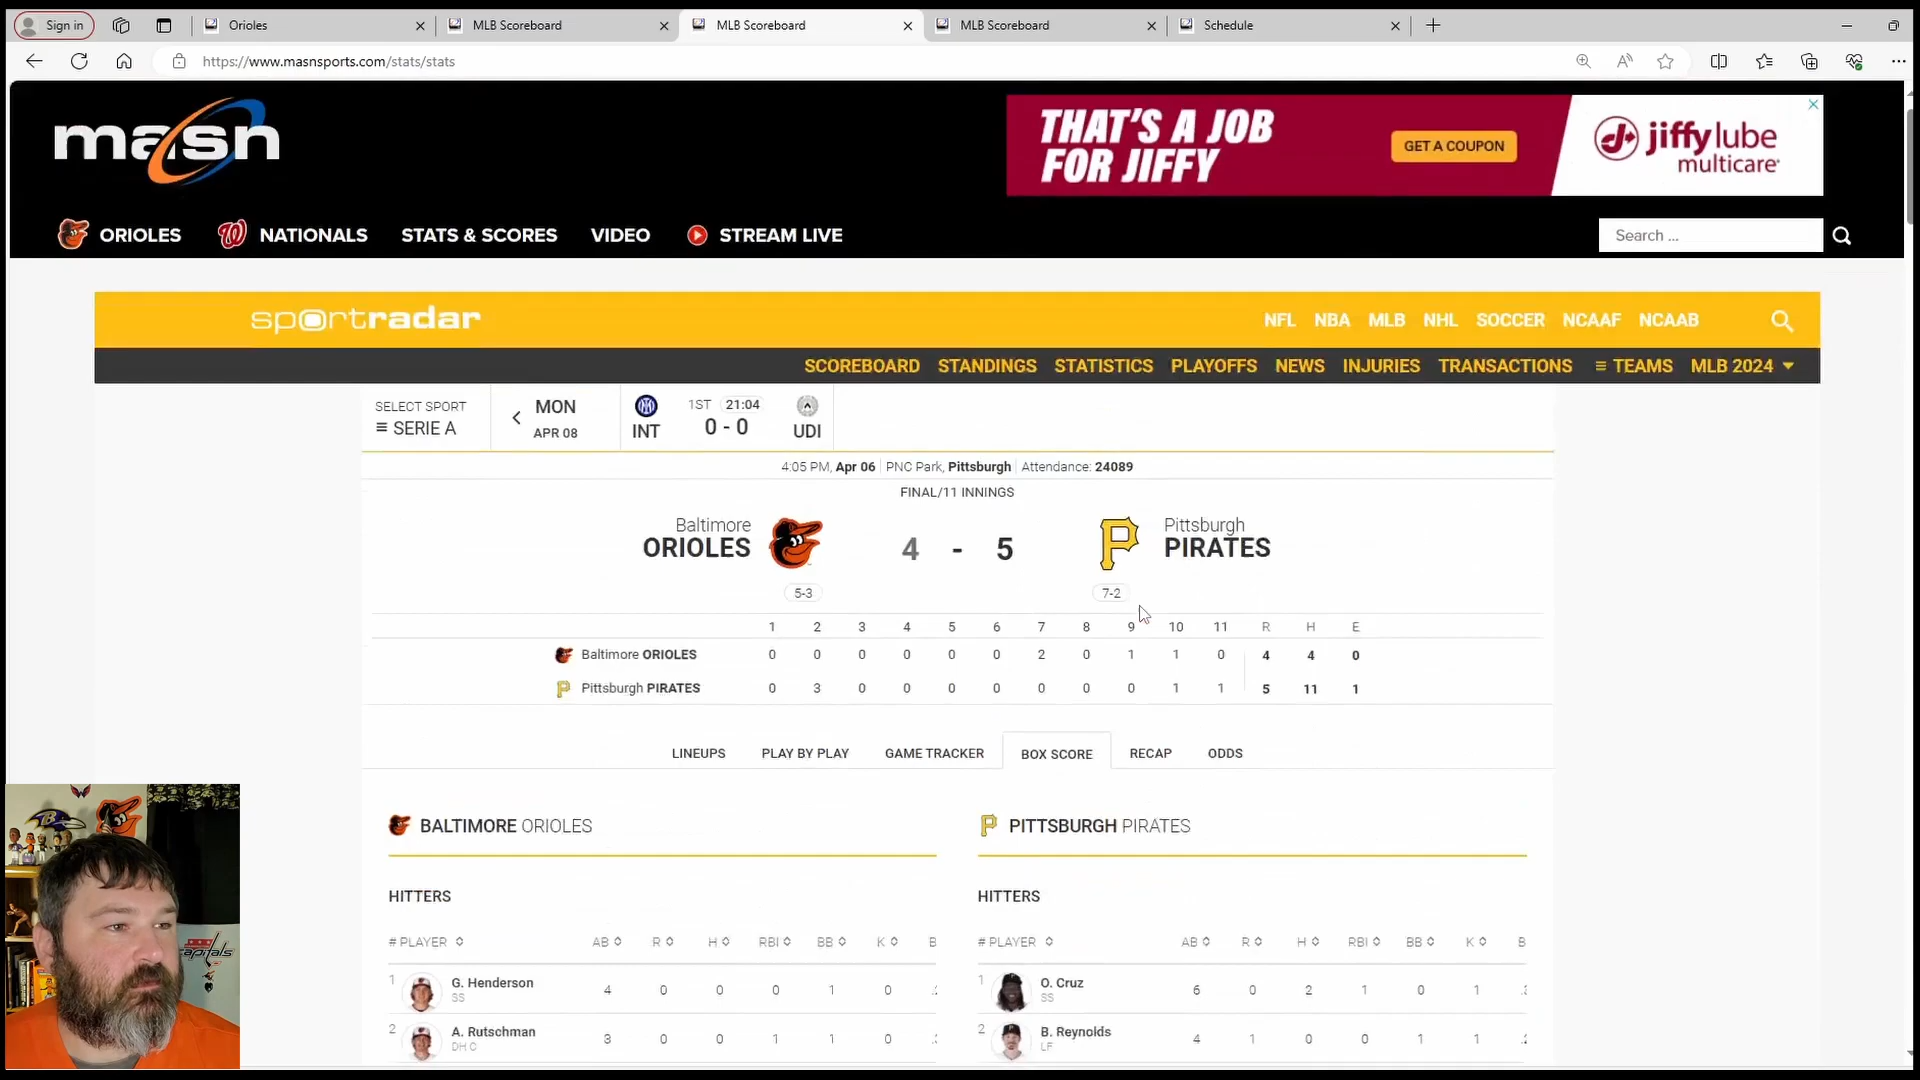 Sign in
Orioles
MLB Scoreboard
MLB Scoreboard
MLB Scoreboard
Schedule
https://www.masnsports.com/stats/stats
masn
THAT'S A JOB
FOR JIFFY
GET A COUPON
jiffy lube
multicare
ORIOLES NATIONALS STATS & SCORES VIDEO STREAM LIVE
Search ...
sportradar
NFL NBA MLB NHL SOCCER NCAAF NCAAB
SCOREBOARD STANDINGS STATISTICS PLAYOFFS NEWS INJURIES TRANSACTIONS TEAMS MLB 2024
SELECT SPORT
SERIE A
MON
APR 08
1ST 21:04
INT 0 - 0 UDI
4:05 PM, Apr 06 | PNC Park, Pittsburgh | Attendance: 24089
FINAL/11 INNINGS
Baltimore
ORIOLES
4 - 5
Pittsburgh
PIRATES
5-3
7-2
1 2 3 4 5 6 7 8 9 10 11 R H E
Baltimore ORIOLES 0 0 0 0 0 0 2 0 1 1 0 4 4 0
Pittsburgh PIRATES 0 3 0 0 0 0 0 0 0 1 1 5 11 1
LINEUPS PLAY BY PLAY GAME TRACKER BOX SCORE RECAP ODDS
BALTIMORE ORIOLES
HITTERS
# PLAYER AB R H RBI BB K B
1 G. Henderson 4 0 0 0 1 0
SS
2 A. Rutschman 3 0 0 1 1 0
DH C
PITTSBURGH PIRATES
HITTERS
# PLAYER AB R H RBI BB K B
1 O. Cruz 6 0 2 1 0 1
SS
2 B. Reynolds 4 1 0 0 1 1
LF
capitals